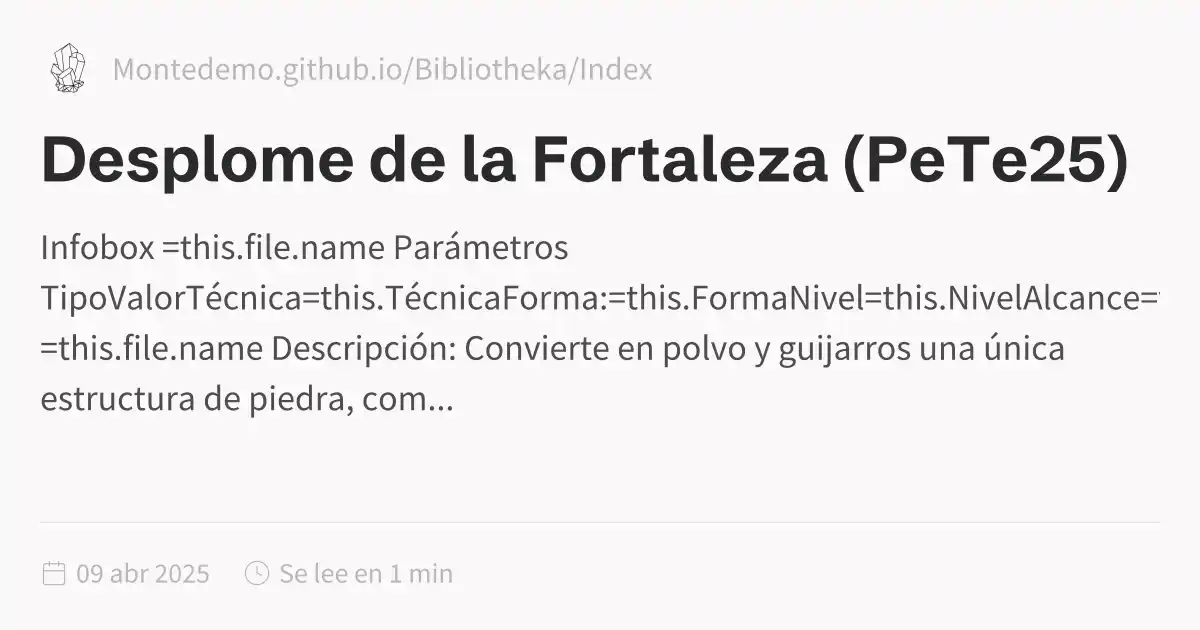 Montedemo.github.io/Bibliotheka/Index
Desplome de la Fortaleza (PeTe25)
Infobox =this.file.name Parámetros
TipoValorTécnica=this.TécnicaForma:=this.FormaNivel=this.NivelAlcance=
=this.file.name Descripción: Convierte en polvo y guijarros una única
estructura de piedra, com...
09 abr 2025
Se lee en 1 min